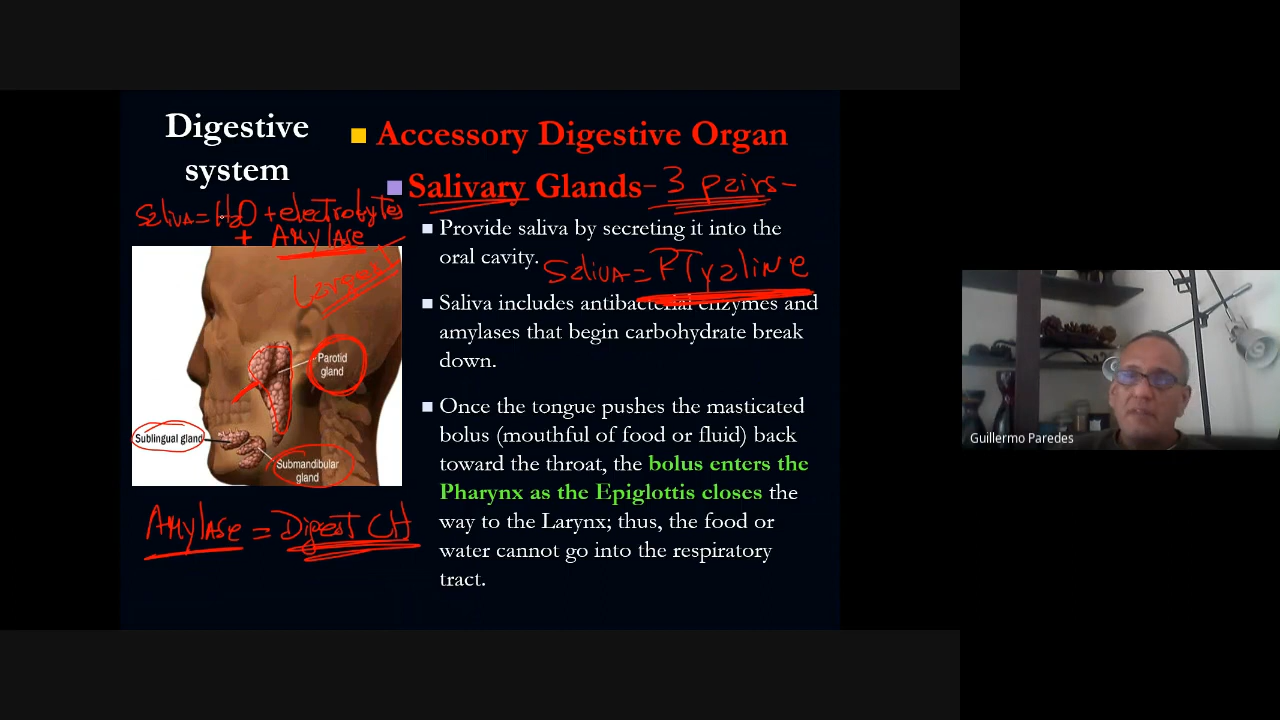 Digestive
system
Accessory Digestive Organ
Salivary Glands - 3 pairs -
Saliva = H2O + electrolytes
+ Amylase
Largest
Provide saliva by secreting it into the
oral cavity.
Saliva = PTyaline
Saliva includes antibacterial enzymes and
amylases that begin carbohydrate break
down.
Parotid
gland
Sublingual gland
Submandibular
gland
Once the tongue pushes the masticated
bolus (mouthful of food or fluid) back
toward the throat, the bolus enters the
Pharynx as the Epiglottis closes the
way to the Larynx; thus, the food or
water cannot go into the respiratory
tract.
Amylase = Digest CH
Guillermo Paredes